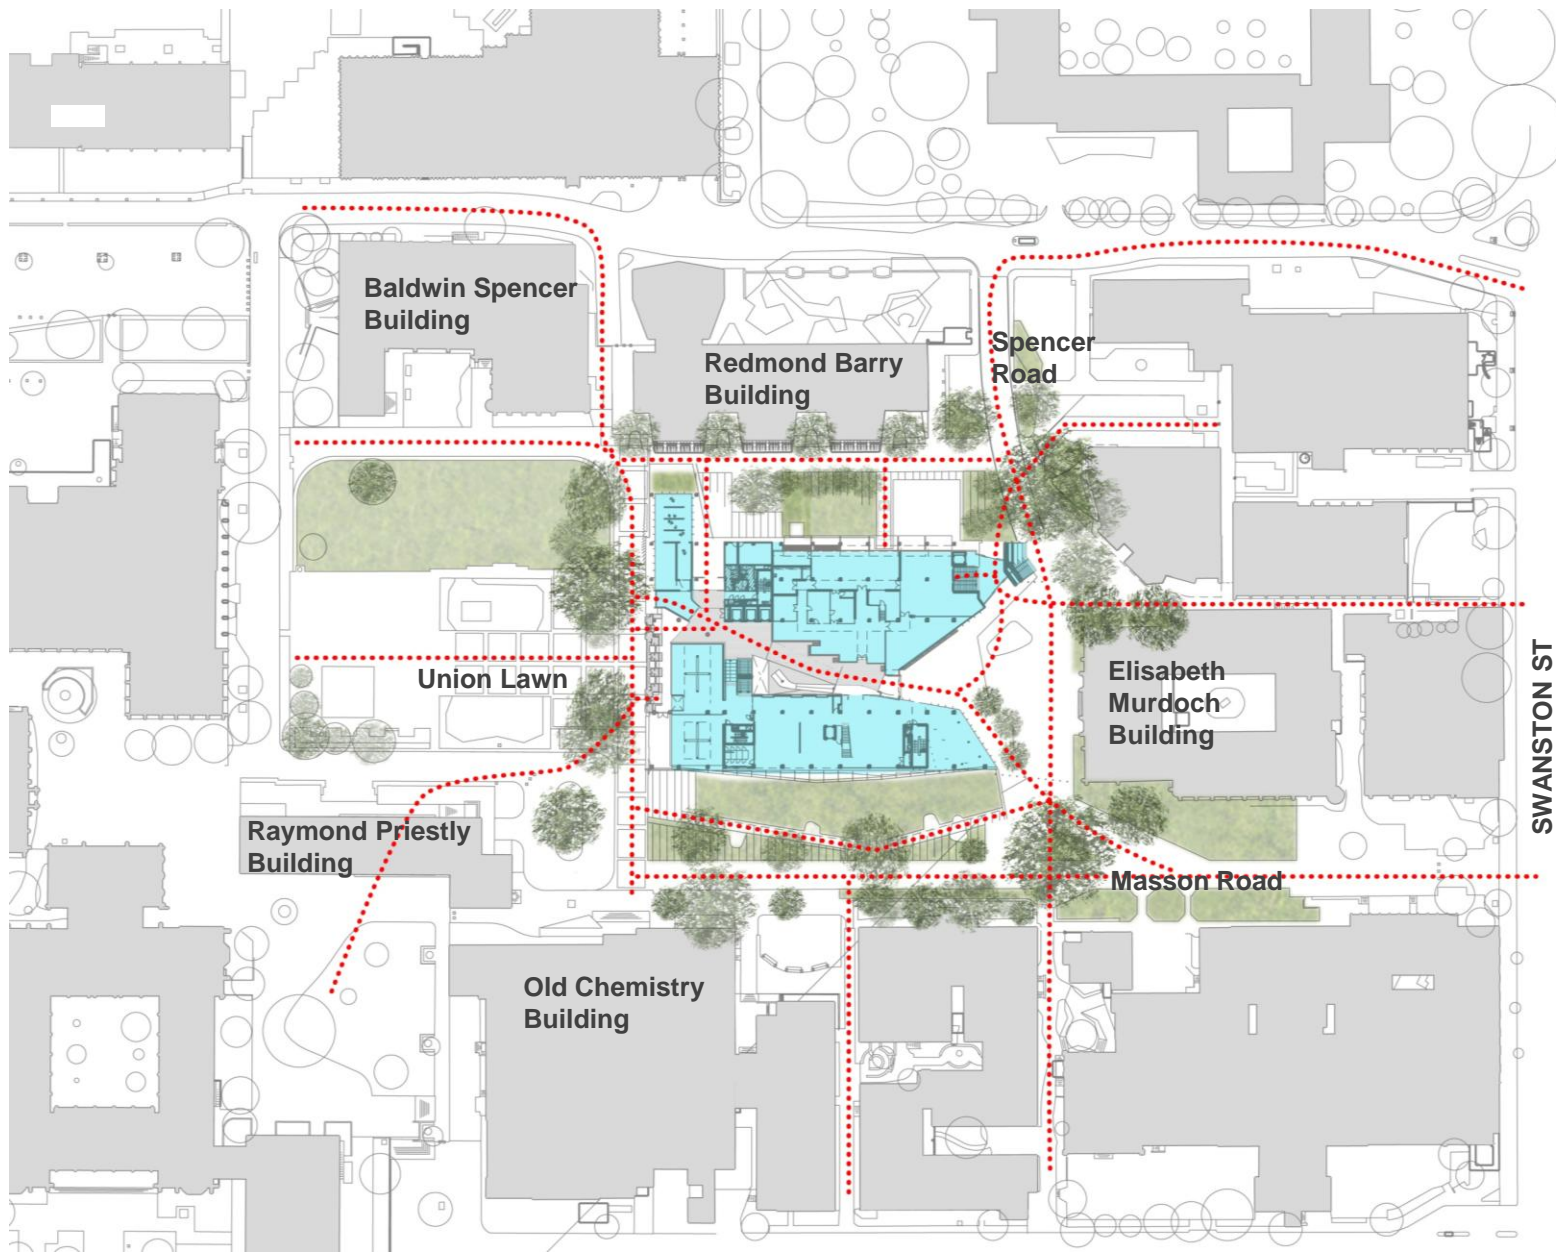 Baldwin Spencer
Building
Redmond Barry
Building
Spencer
Road
Union Lawn
Elisabeth
Murdoch
Building
SWANSTON ST
Raymond Priestly
Building
Masson Road
Old Chemistry
Building